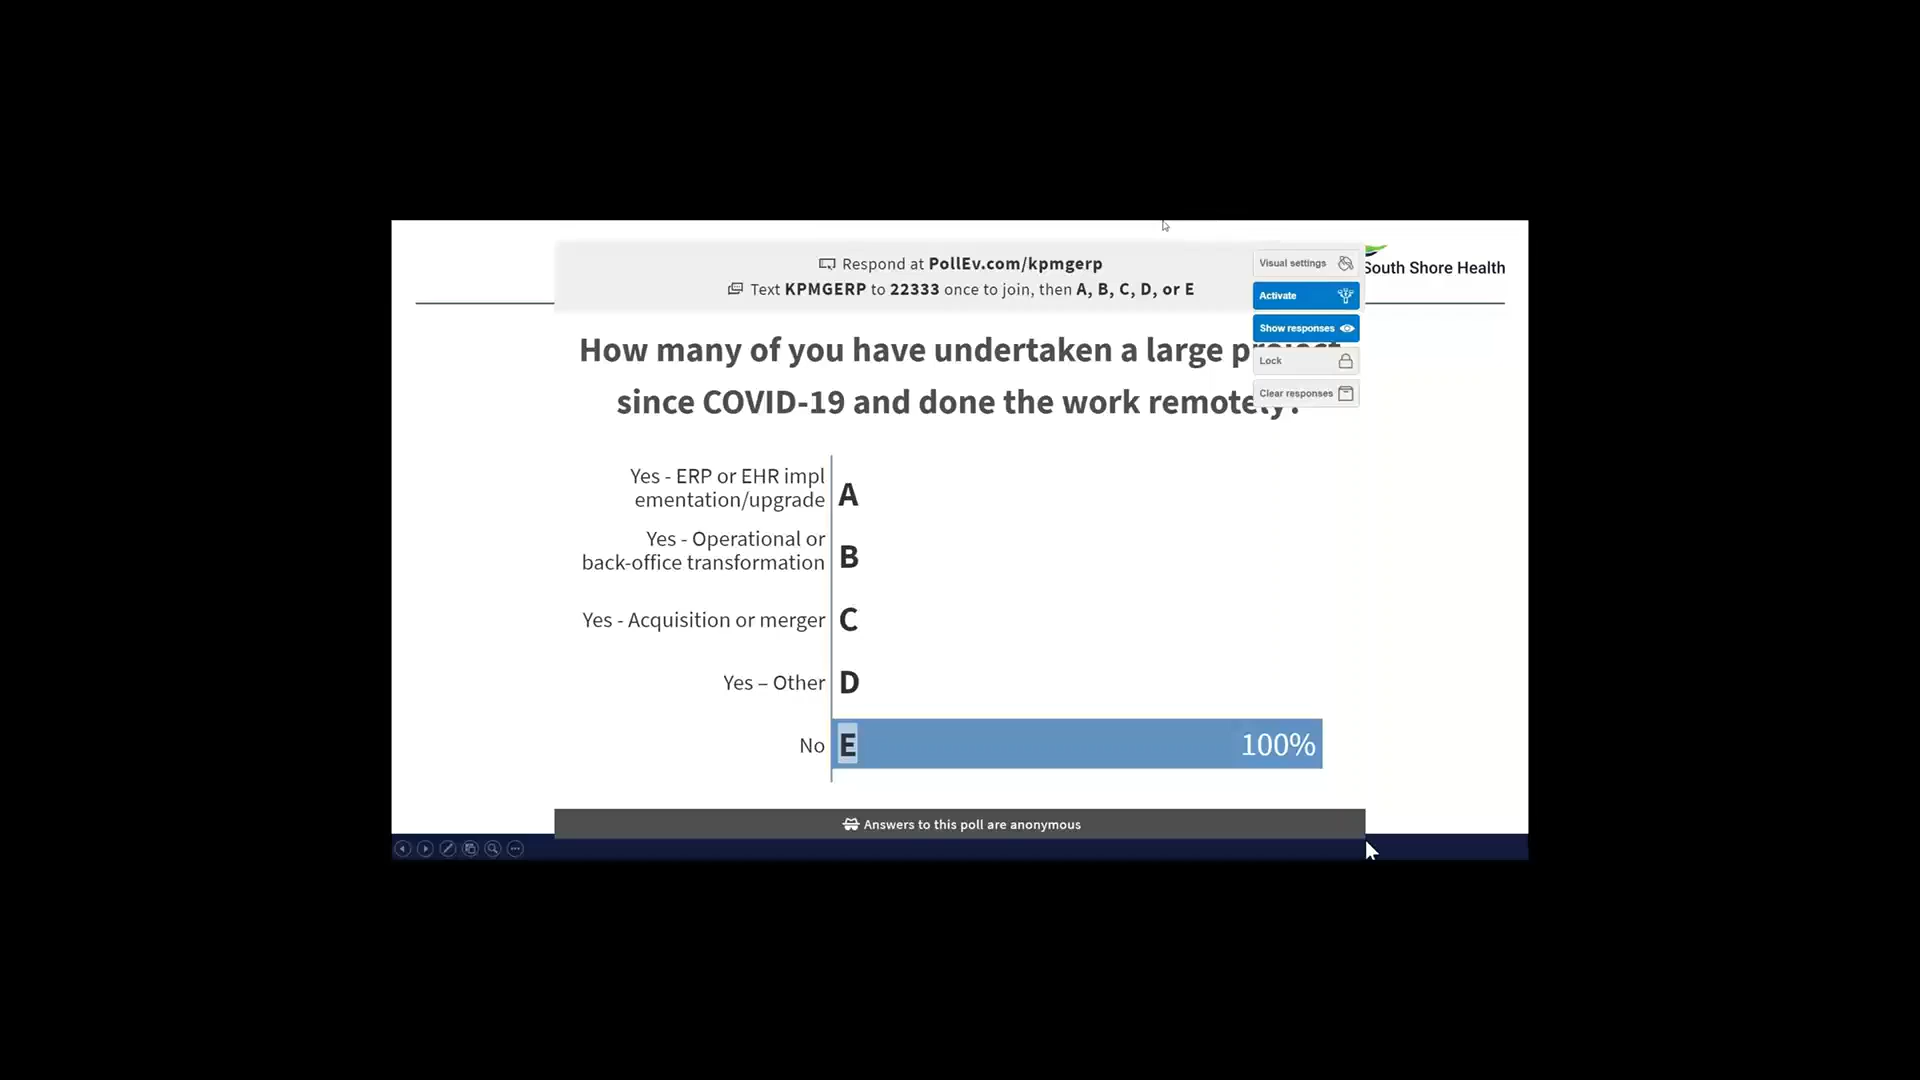 Respond at PollEv.com/kpmgerp
Text KPMGERP to 22333 once to join, then A, B, C, D, or E
Visual settings
Activate
Show responses
Lock
Clear responses
South Shore Health
How many of you have undertaken a large project
since COVID-19 and done the work remotely?
Yes - ERP or EHR impl
ementation/upgrade
A
Yes - Operational or
back-office transformation
B
Yes - Acquisition or merger
C
Yes – Other
D
No
E
100%
Answers to this poll are anonymous